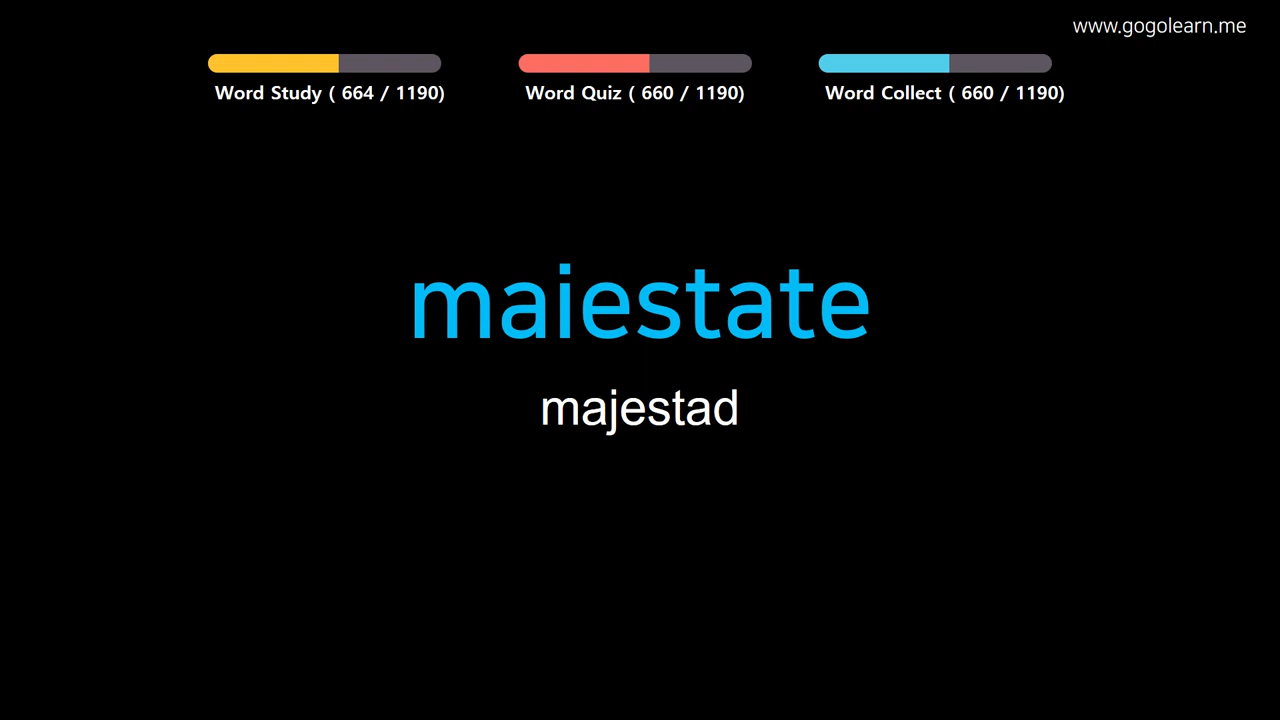 www.gogolearn.me
Word Study ( 664 / 1190)
Word Quiz ( 660 / 1190)
Word Collect ( 660 / 1190)
maiestate
majestad